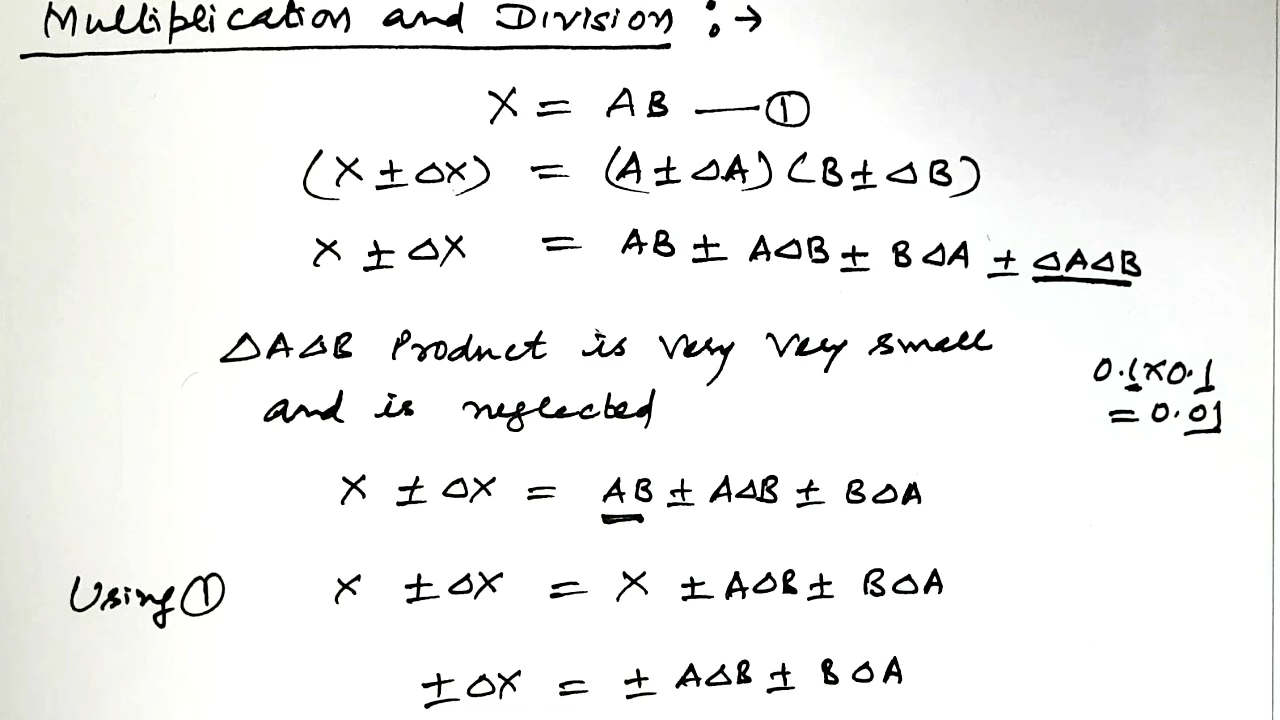 Multiplication and Division :→
X = AB —①
(X ± ΔX) = (A ± ΔA) (B ± ΔB)
X ± ΔX = AB ± AΔB ± BΔA ± ΔAΔB
ΔAΔB Product is very very small
and is neglected
0.1×0.1
= 0.01
X ± ΔX = AB ± AΔB ± BΔA
Using ① X ± ΔX = X ± AΔB ± BΔA
± ΔX = ± AΔB ± BΔA